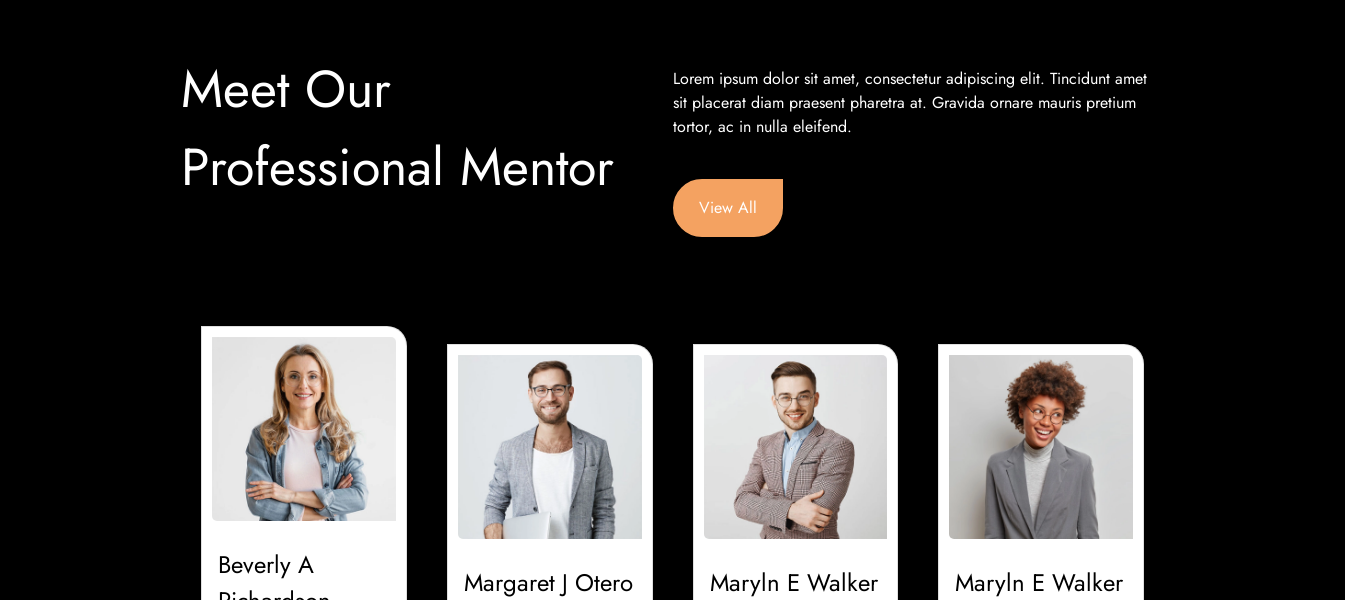 Meet Our
Professional Mentor
Lorem ipsum dolor sit amet, consectetur adipiscing elit. Tincidunt amet
sit placerat diam praesent pharetra at. Gravida ornare mauris pretium
tortor, ac in nulla eleifend.
View All
Beverly A
Richardson
Margaret J Otero
Maryln E Walker
Maryln E Walker